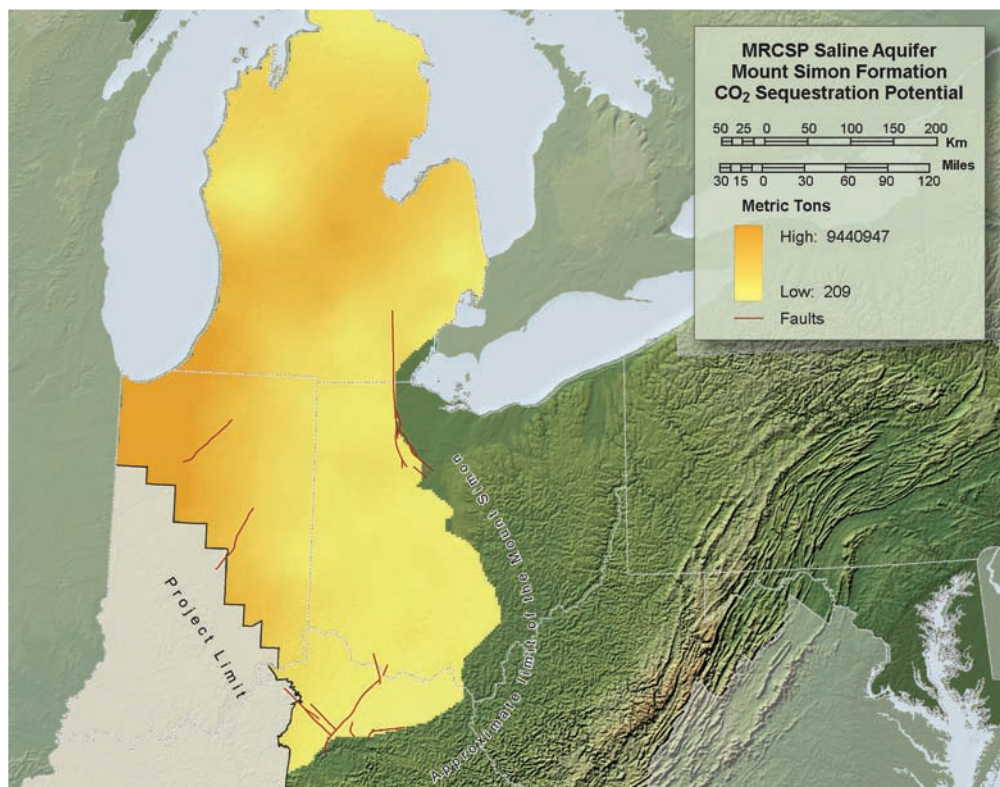 MRCSP Saline Aquifer
Mount Simon Formation
CO₂ Sequestration Potential
50 25 0 50 100 150 200
Km
Miles
30 15 0 30 60 90 120
Metric Tons
High: 9440947
Low: 209
Faults
Project Limit
Approximate limit of the Mount Simon